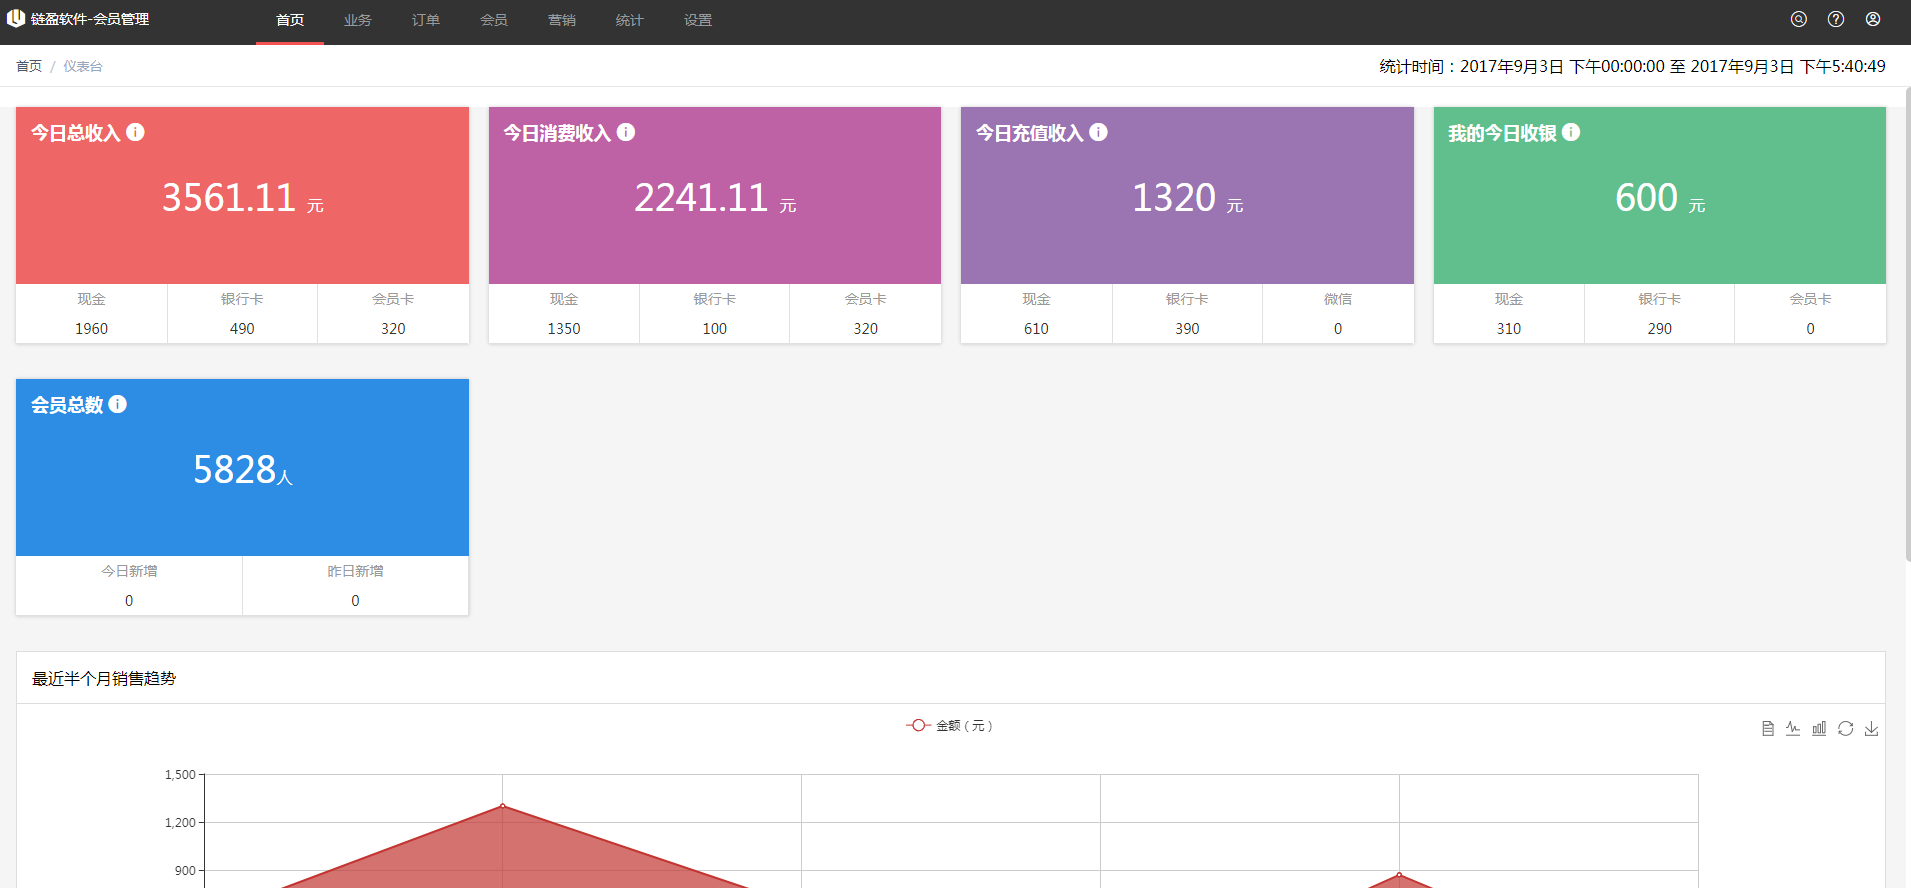 链盈软件-会员管理 首页 业务 订单 会员 营销 统计 设置
首页 / 仪表台 统计时间：2017年9月3日 下午00:00:00 至 2017年9月3日 下午5:40:49
今日总收入
3561.11 元
现金 银行卡 会员卡
1960 490 320
今日消费收入
2241.11 元
现金 银行卡 会员卡
1350 100 320
今日充值收入
1320 元
现金 银行卡 微信
610 390 0
我的今日收银
600 元
现金 银行卡 会员卡
310 290 0
会员总数
5828人
今日新增 昨日新增
0 0
最近半个月销售趋势
金额（元）
1,500
1,200
900